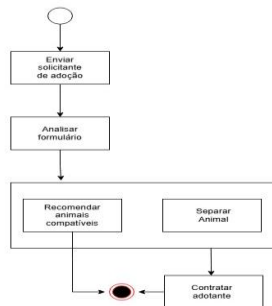 Enviar
solicitante
de adoção
Analisar
formulário
Recomendar
animais
compatíveis
Separar
Animal
Contratar
adotante